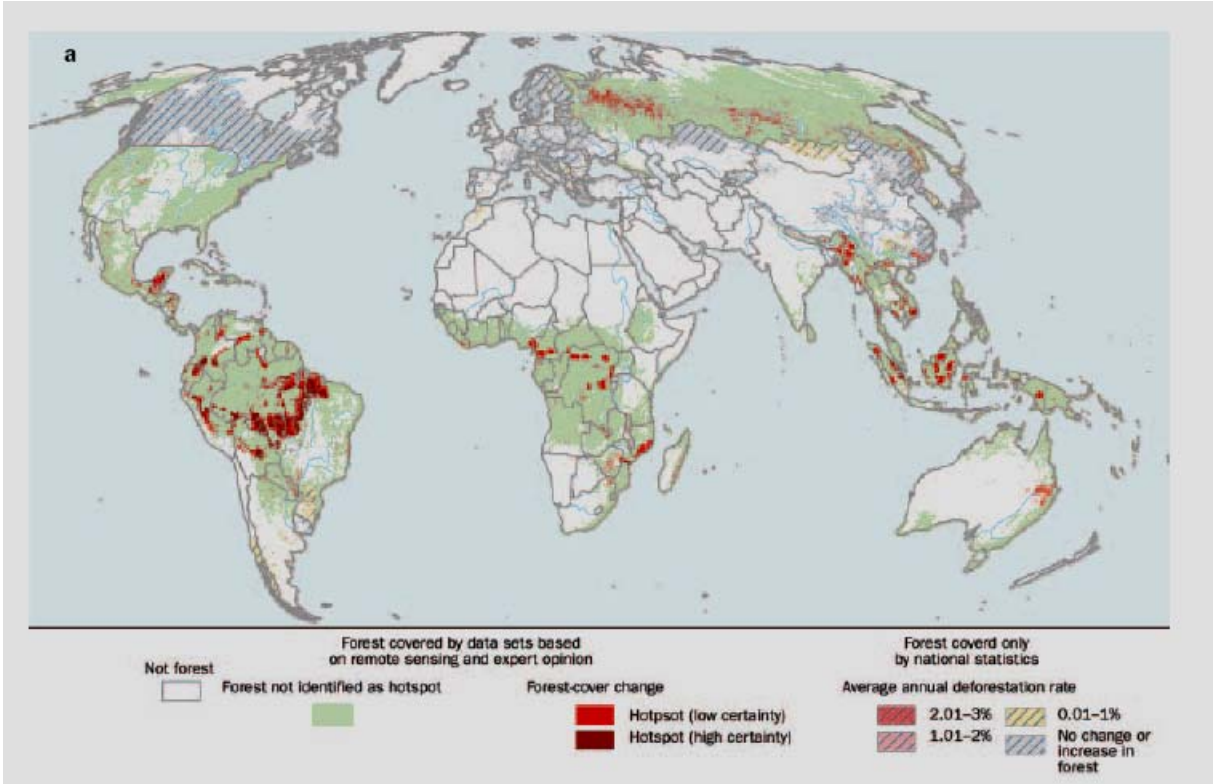 a
Forest covered by data sets based
on remote sensing and expert opinion
Forest coverd only
by national statistics
Not forest
Forest not identified as hotspot
Forest-cover change
Average annual deforestation rate
Hotpsot (low certainty)
Hotspot (high certainty)
2.01–3%
1.01–2%
0.01–1%
No change or
increase in
forest